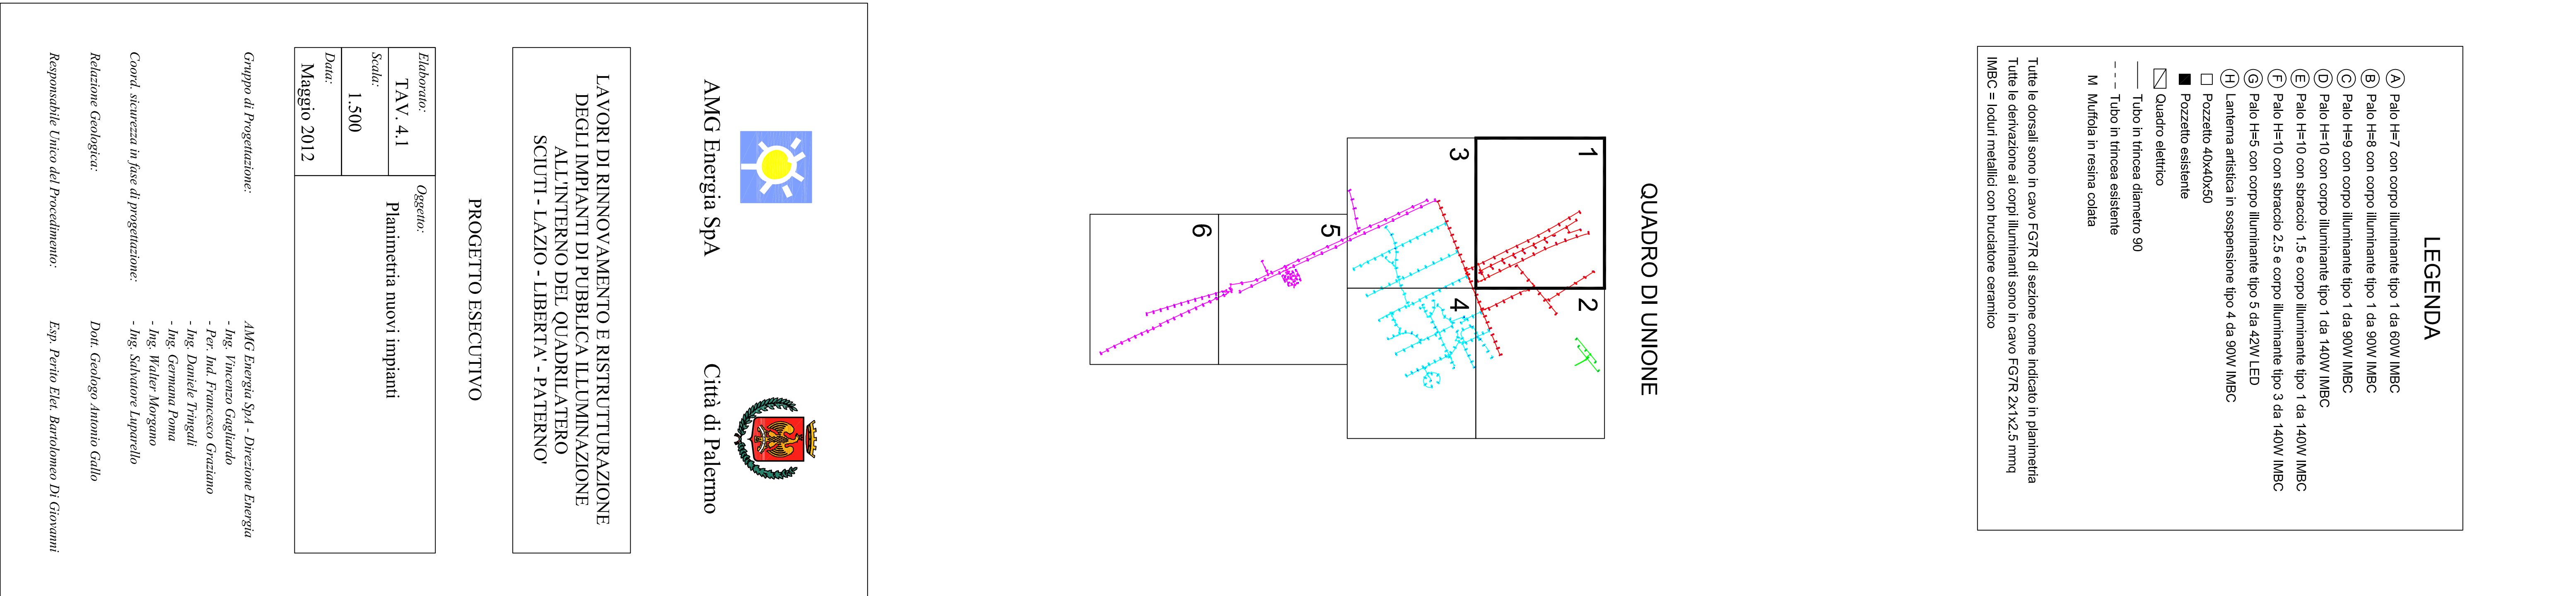 AMG Energia SpA
Città di Palermo
LAVORI DI RINNOVAMENTO E RISTRUTTURAZIONE
DEGLI IMPIANTI DI PUBBLICA ILLUMINAZIONE
ALL'INTERNO DEL QUADRILATERO
SCIUTI - LAZIO - LIBERTA' - PATERNO'
PROGETTO ESECUTIVO
Elaborato:
TAV. 4.1
Scala:
1.500
Data:
Maggio 2012
Oggetto:
Planimetria nuovi impianti
Gruppo di Progettazione:
AMG Energia SpA - Direzione Energia
- Ing. Vincenzo Gagliardo
- Per. Ind. Francesco Graziano
- Ing. Daniele Tringali
- Ing. Germana Poma
- Ing. Walter Morgano
- Ing. Salvatore Luparello
Coord. sicurezza in fase di progettazione:
Relazione Geologica:
Dott. Geologo Antonio Gallo
Responsabile Unico del Procedimento:
Esp. Perito Elet. Bartolomeo Di Giovanni
QUADRO DI UNIONE
1
2
3
4
5
6
LEGENDA
A Palo H=7 con corpo illuminante tipo 1 da 60W IMBC
B Palo H=8 con corpo illuminante tipo 1 da 90W IMBC
C Palo H=9 con corpo illuminante tipo 1 da 90W IMBC
D Palo H=10 con corpo illuminante tipo 1 da 140W IMBC
E Palo H=10 con sbraccio 1.5 e corpo illuminante tipo 1 da 140W IMBC
F Palo H=10 con sbraccio 2.5 e corpo illuminante tipo 3 da 140W IMBC
G Palo H=5 con corpo illuminante tipo 5 da 42W LED
H Lanterna artistica in sospensione tipo 4 da 90W IMBC
Pozzetto 40x40x50
Pozzetto esistente
Quadro elettrico
Tubo in trincea diametro 90
Tubo in trincea esistente
M Muffola in resina colata
Tutte le dorsali sono in cavo FG7R di sezione come indicato in planimetria
Tutte le derivazione ai corpi illuminanti sono in cavo FG7R 2x1x2.5 mmq
IMBC = Ioduri metallici con bruciatore ceramico